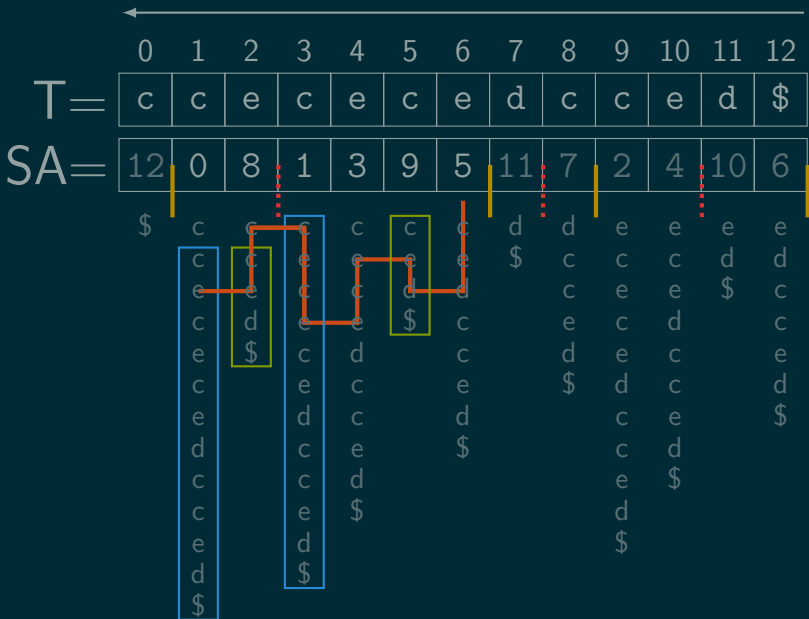 0 1 2 3 4 5 6 7 8 9 10 11 12
T= c c e c e c e d c c e d $
SA= 12 0 8 1 3 9 5 11 7 2 4 10 6
$ c c c c c c d d e e e e
c c e e e e $ c c c d d
e e c c d d c e e $ c
c d e e $ c e c d c
e $ c d c d e c e
c e c e $ d c d
e d c d c e $
d c e $ c d
c c d e $
c e $ d
e d $
d $
$